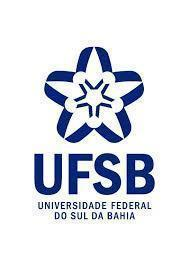 UFSB
UNIVERSIDADE FEDERAL
DO SUL DA BAHIA